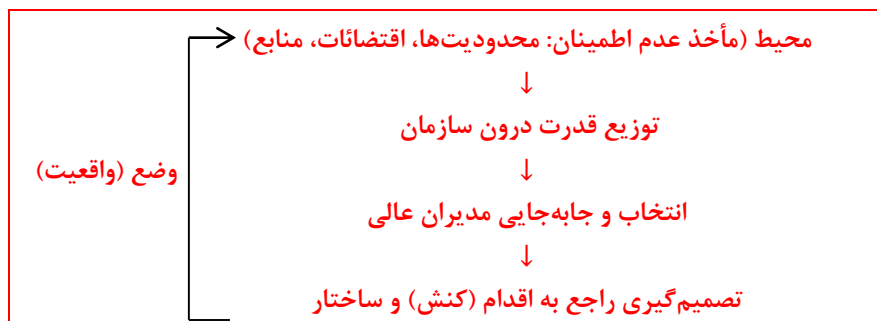 محیط (مأخذ عدم اطمینان: محدودیت‌ها، اقتضائات، منابع)
↓
توزیع قدرت درون سازمان
↓
وضع (واقعیت)
انتخاب و جابه‌جایی مدیران عالی
↓
تصمیم‌گیری راجع به اقدام (کنش) و ساختار